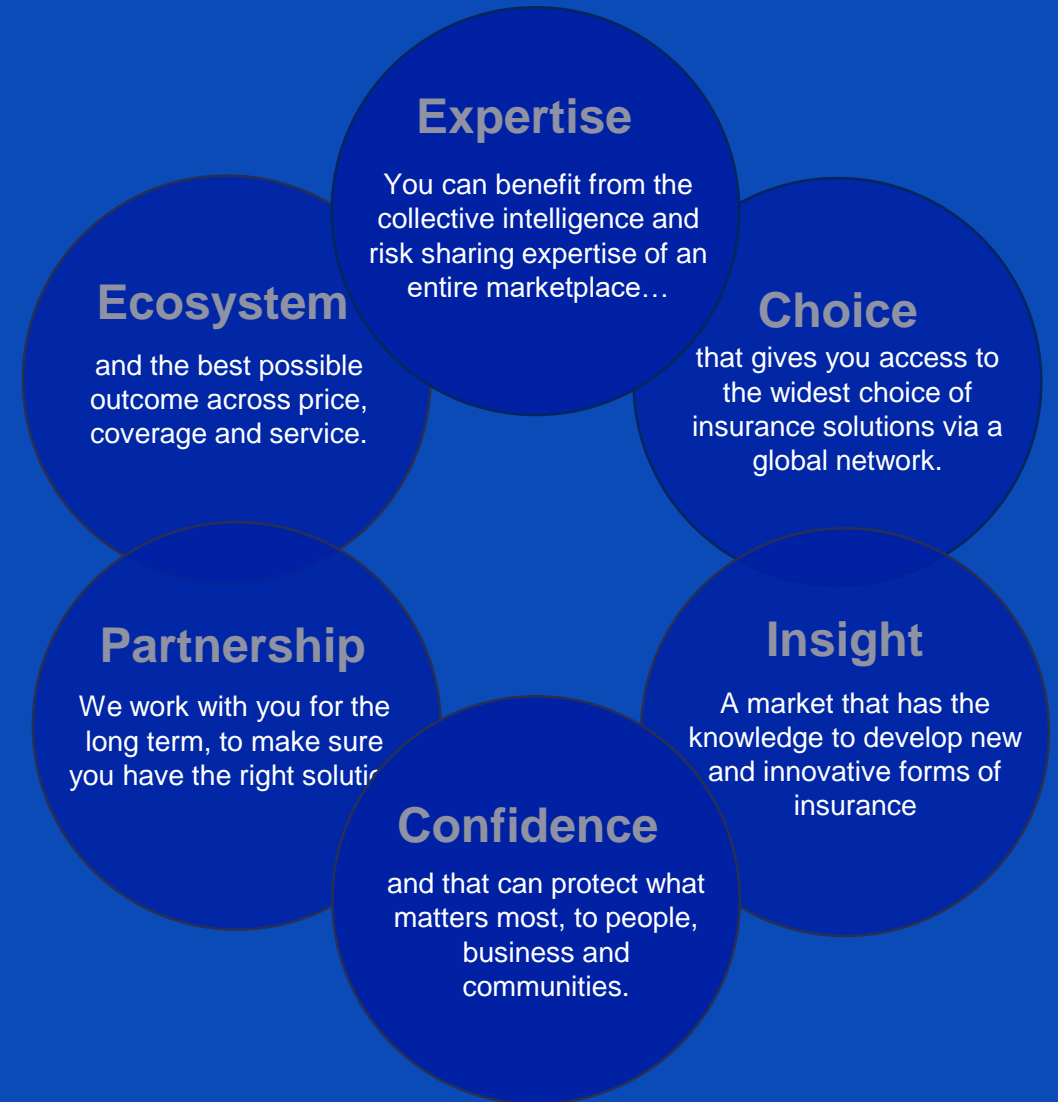 Expertise
You can benefit from the
collective intelligence and
risk sharing expertise of an
entire marketplace…
Choice
that gives you access to
the widest choice of
insurance solutions via a
global network.
Insight
A market that has the
knowledge to develop new
and innovative forms of
insurance
Confidence
and that can protect what
matters most, to people,
business and
communities.
Partnership
We work with you for the
long term, to make sure
you have the right
Ecosystem
and the best possible
outcome across price,
coverage and service.